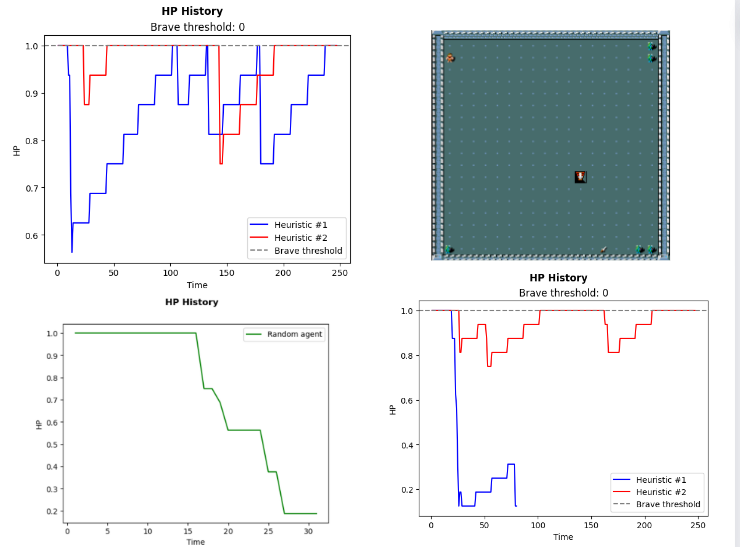 HP History
Brave threshold: 0
1.0
0.9
0.8
0.7
0.6
HP
Heuristic #1
Heuristic #2
Brave threshold
0 50 100 150 200 250
Time
HP History
1.0
0.9
0.8
0.7
0.6
0.5
0.4
0.3
0.2
HP
Random agent
0 5 10 15 20 25 30
Time
HP History
Brave threshold: 0
1.0
0.8
0.6
0.4
0.2
HP
Heuristic #1
Heuristic #2
Brave threshold
0 50 100 150 200 250
Time